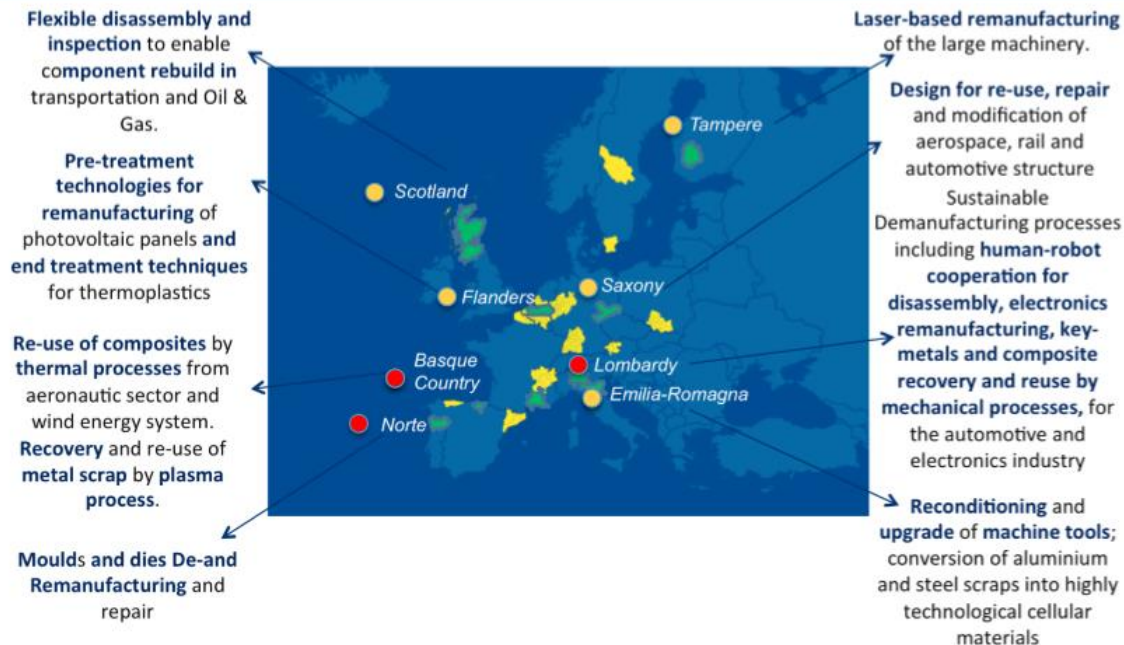 Flexible disassembly and
inspection to enable
component rebuild in
transportation and Oil &
Gas.
Pre-treatment
technologies for
remanufacturing of
photovoltaic panels and
end treatment techniques
for thermoplastics
Re-use of composites by
thermal processes from
aeronautic sector and
wind energy system.
Recovery and re-use of
metal scrap by plasma
process.
Moulds and dies De-and
Remanufacturing and
repair
Tampere
Scotland
Flanders
Saxony
Basque
Country
Lombardy
Emilia-Romagna
Norte
Laser-based remanufacturing
of the large machinery.
Design for re-use, repair
and modification of
aerospace, rail and
automotive structure
Sustainable
Demanufacturing processes
including human-robot
cooperation for
disassembly, electronics
remanufacturing, key-
metals and composite
recovery and reuse by
mechanical processes, for
the automotive and
electronics industry
Reconditioning and
upgrade of machine tools;
conversion of aluminium
and steel scraps into highly
technological cellular
materials